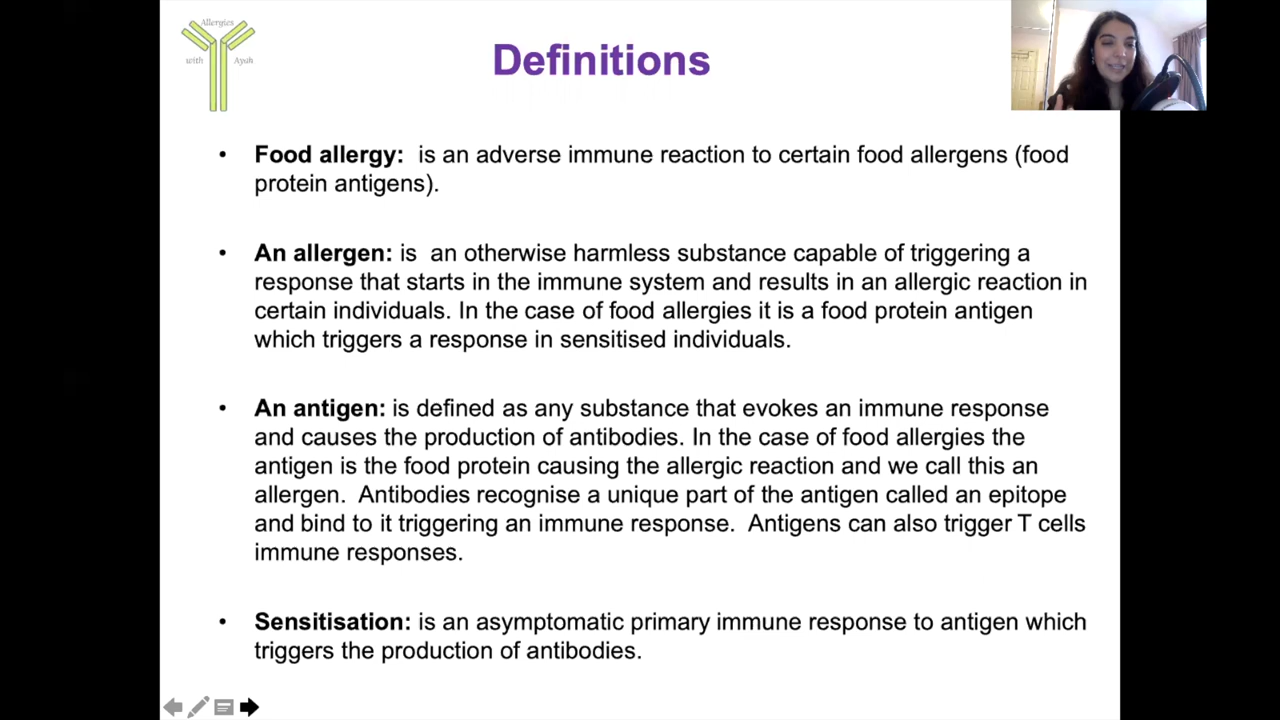 Allergies
with Ayah
Definitions
• Food allergy: is an adverse immune reaction to certain food allergens (food
protein antigens).
• An allergen: is an otherwise harmless substance capable of triggering a
response that starts in the immune system and results in an allergic reaction in
certain individuals. In the case of food allergies it is a food protein antigen
which triggers a response in sensitised individuals.
• An antigen: is defined as any substance that evokes an immune response
and causes the production of antibodies. In the case of food allergies the
antigen is the food protein causing the allergic reaction and we call this an
allergen. Antibodies recognise a unique part of the antigen called an epitope
and bind to it triggering an immune response. Antigens can also trigger T cells
immune responses.
• Sensitisation: is an asymptomatic primary immune response to antigen which
triggers the production of antibodies.